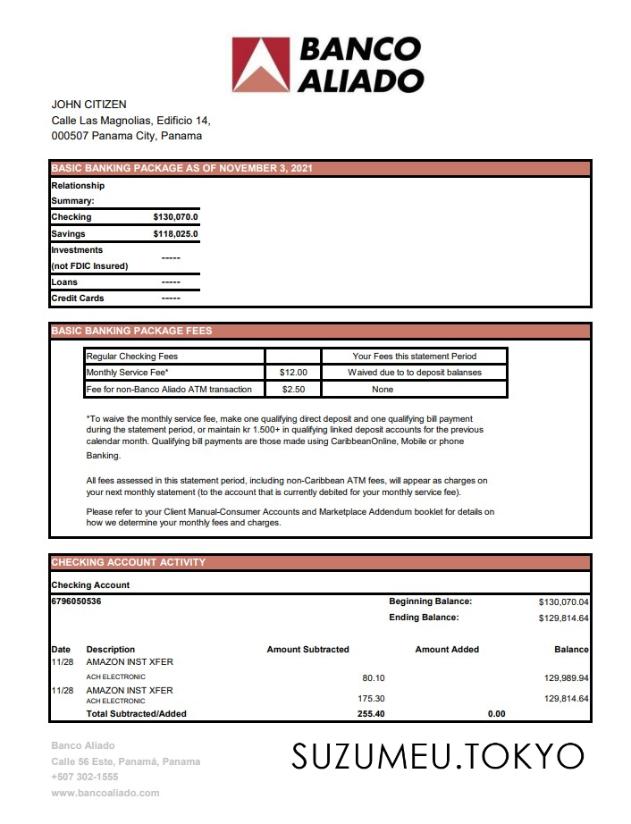 BANCO
ALIADO
JOHN CITIZEN
Calle Las Magnolias, Edificio 14,
000507 Panama City, Panama
BASIC BANKING PACKAGE AS OF NOVEMBER 3, 2021
Relationship
Summary:
Checking $130,070.0
Savings $118,025.0
Investments
(not FDIC Insured) -----
Loans -----
Credit Cards -----
BASIC BANKING PACKAGE FEES
Regular Checking Fees Your Fees this statement Period
Monthly Service Fee* $12.00 Waived due to to deposit balanses
Fee for non-Banco Aliado ATM transaction $2.50 None
*To waive the monthly service fee, make one qualifying direct deposit and one qualifying bill payment
during the statement period, or maintain kr 1.500+ in qualifying linked deposit accounts for the previous
calendar month. Qualifying bill payments are those made using CaribbeanOnline, Mobile or phone
Banking.
All fees assessed in this statement period, including non-Caribbean ATM fees, will appear as charges on
your next monthly statement (to the account that is currently debited for your monthly service fee).
Please refer to your Client Manual-Consumer Accounts and Marketplace Addendum booklet for details on
how we determine your monthly fees and charges.
CHECKING ACCOUNT ACTIVITY
Checking Account
6796050536 Beginning Balance: $130,070.04
Ending Balance: $129,814.64
Date Description Amount Subtracted Amount Added Balance
11/28 AMAZON INST XFER
ACH ELECTRONIC 80.10 129,989.94
11/28 AMAZON INST XFER
ACH ELECTRONIC 175.30 129,814.64
Total Subtracted/Added 255.40 0.00
Banco Aliado
Calle 56 Este, Panamá, Panama
+507 302-1555
www.bancoaliado.com
SUZUMEU.TOKYO